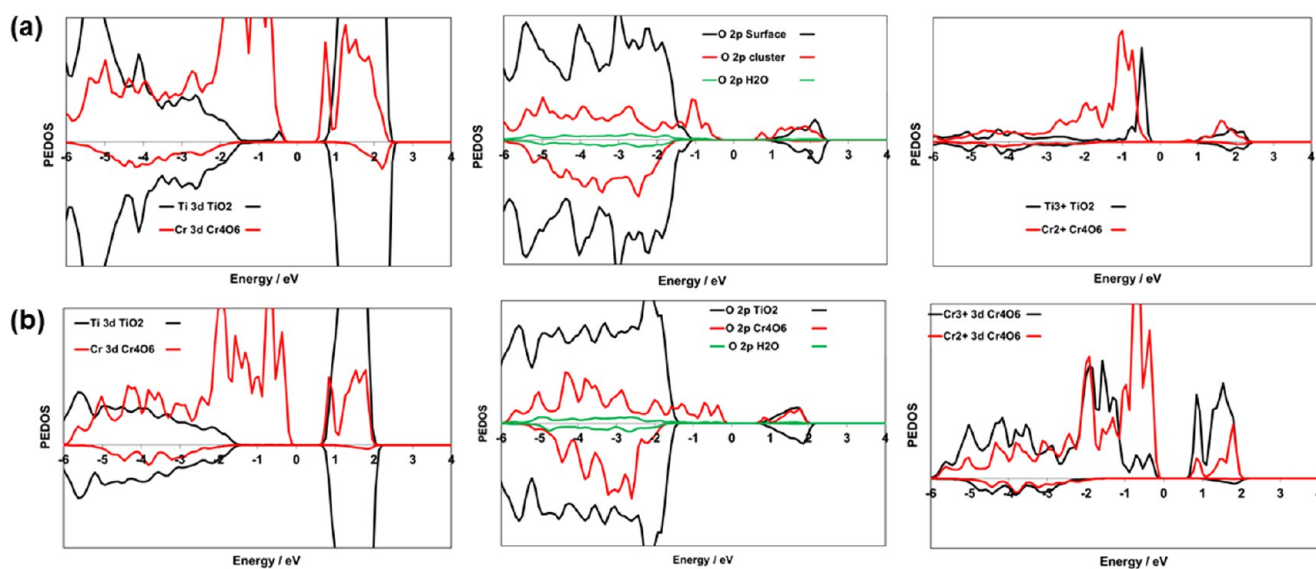 (a)
PEDOS
-6 -5 -4 -3 -2 -1 0 1 2 3 4
Ti 3d TiO2
Cr 3d Cr4O6
Energy / eV
PEDOS
O 2p Surface
O 2p cluster
O 2p H2O
-6 -5 -4 -3 -2 -1 0 1 2 3 4
Energy / eV
PEDOS
-6 -5 -4 -3 -2 -1 0 1 2 3 4
Ti3+ TiO2
Cr2+ Cr4O6
Energy / eV
(b)
PEDOS
Ti 3d TiO2
Cr 3d Cr4O6
-6 -5 -4 -3 -2 -1 0 1 2 3 4
Energy / eV
PEDOS
O 2p TiO2
O 2p Cr4O6
O 2p H2O
-6 -5 -4 -3 -2 -1 0 1 2 3 4
Energy / eV
PEDOS
Cr3+ 3d Cr4O6
Cr2+ 3d Cr4O6
-6 -5 -4 -3 -2 -1 0 1 2 3 4
Energy / eV